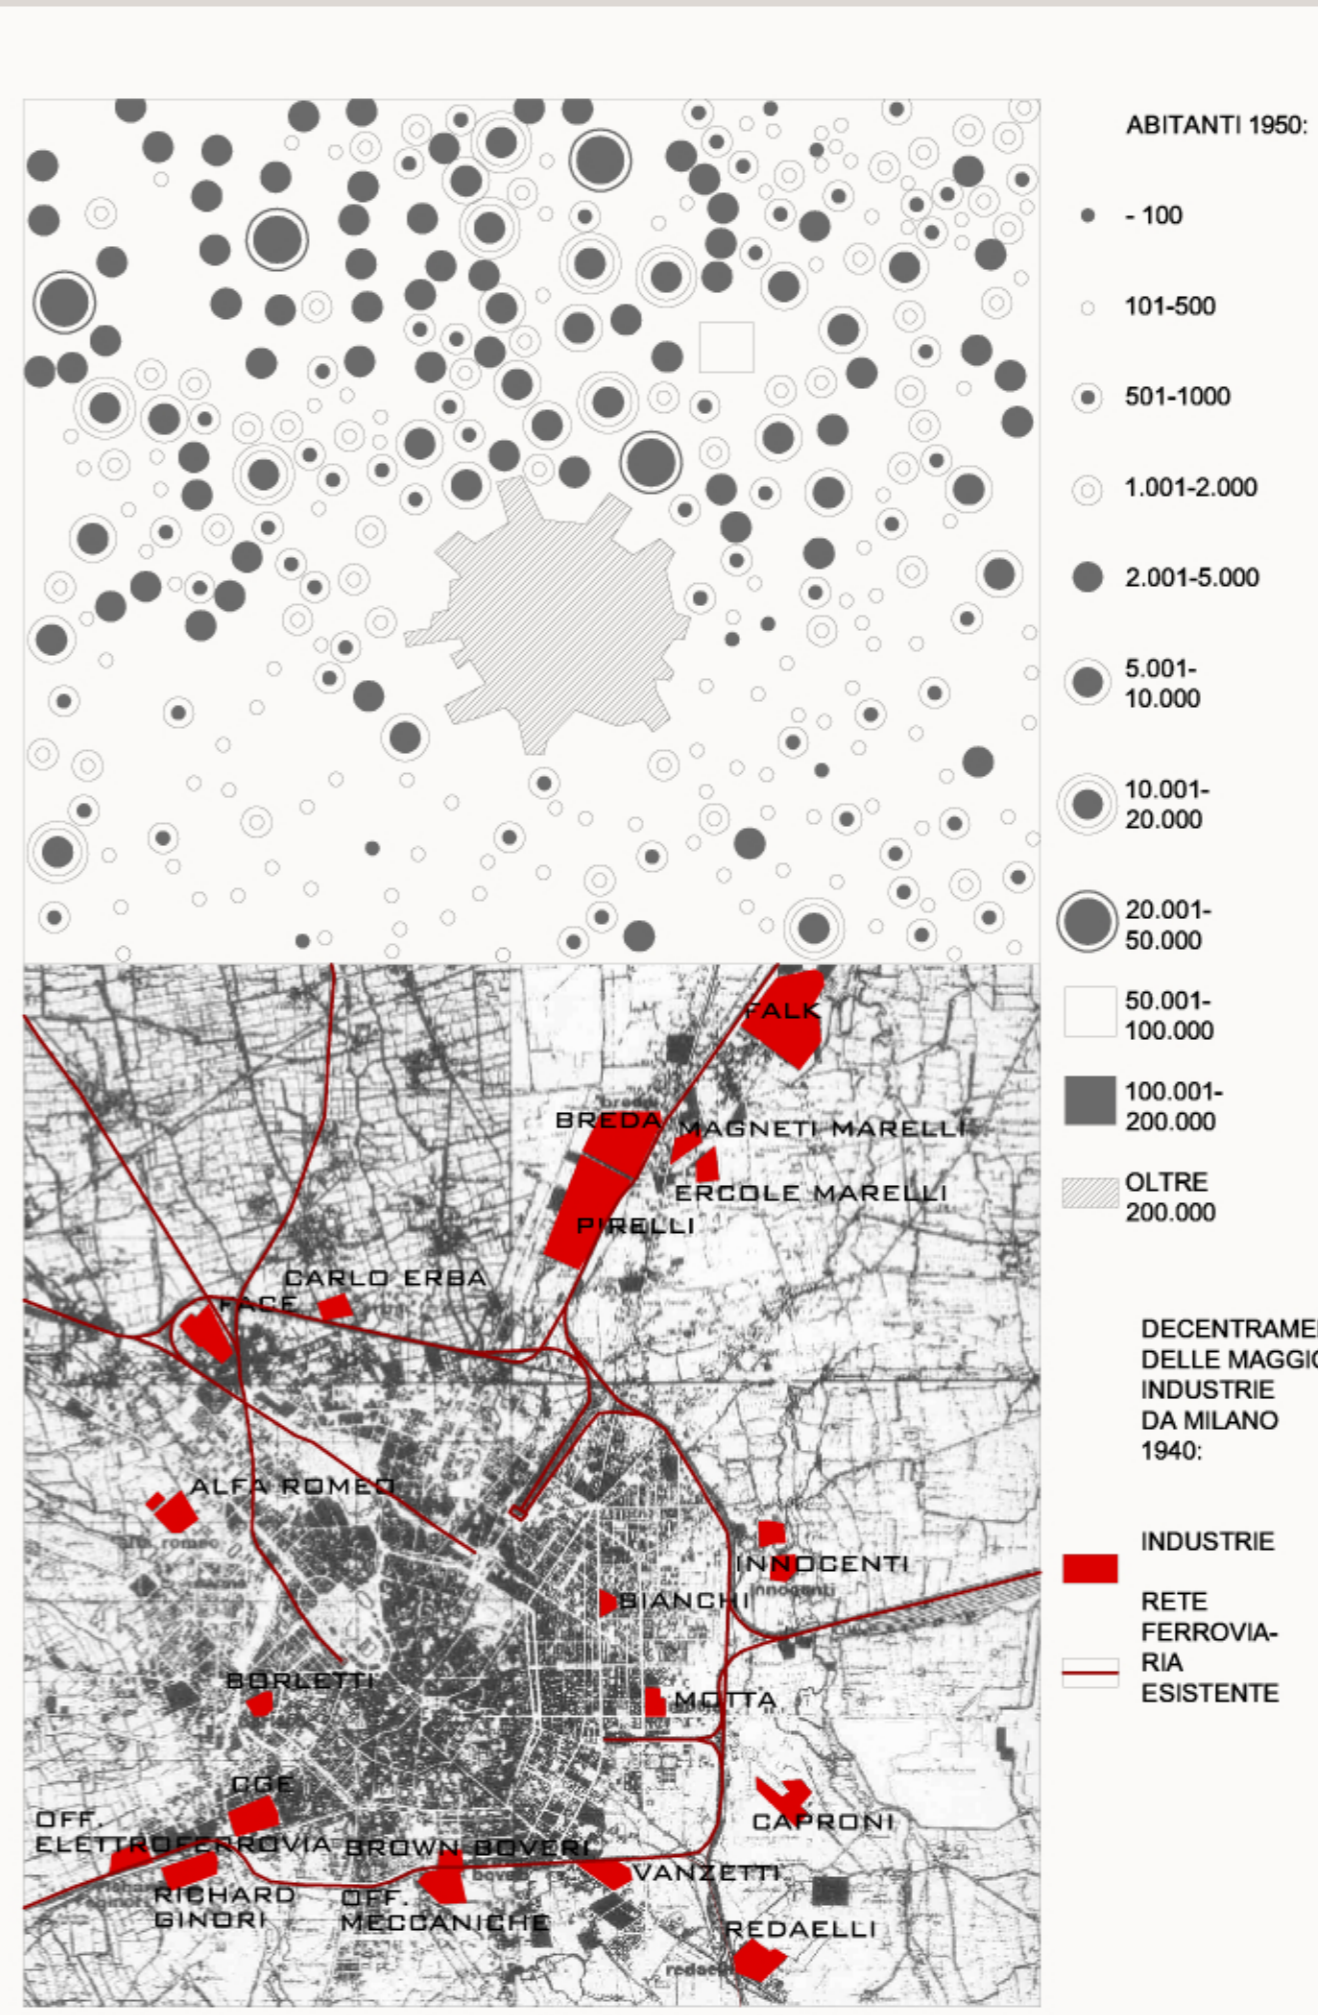 ABITANTI 1950:
- 100
101-500
501-1000
1.001-2.000
2.001-5.000
5.001-
10.000
10.001-
20.000
20.001-
50.000
50.001-
100.000
100.001-
200.000
OLTRE
200.000
DECENTRAME
DELLE MAGGIO
INDUSTRIE
DA MILANO
1940:
INDUSTRIE
RETE
FERROVIA-
RIA
ESISTENTE
FALK
breda
BREDA
MAGNETI MARELLI
ERCOLE MARELLI
PIRELLI
CARLO ERBA
FACE
ALFA ROMEO
alfa romeo
INNOCENTI
Innocenti
BIANCHI
BORLETTI
MOTTA
CGE
CAPRONI
OFF.
ELETTROFERROVIA
BROWN BOVERI
VANZETTI
RICHARD
GINORI
OFF.
MECCANICHE
REDAELLI